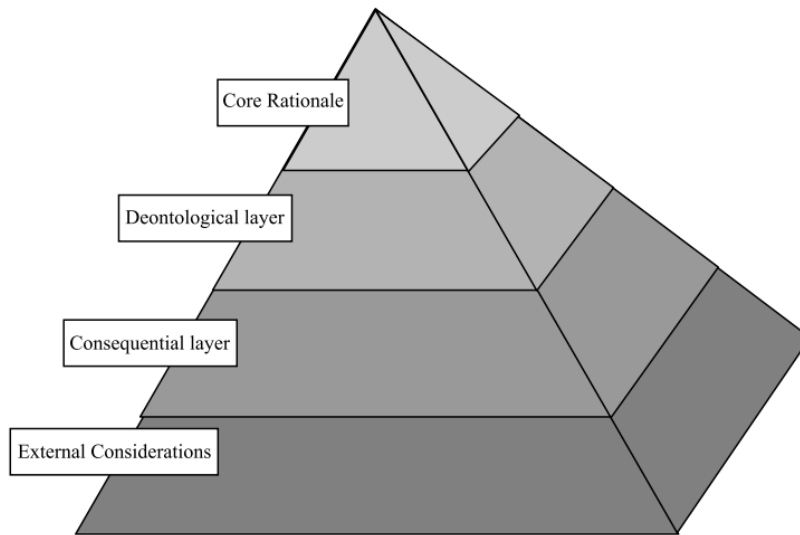 Core Rationale
Deontological layer
Consequential layer
External Considerations